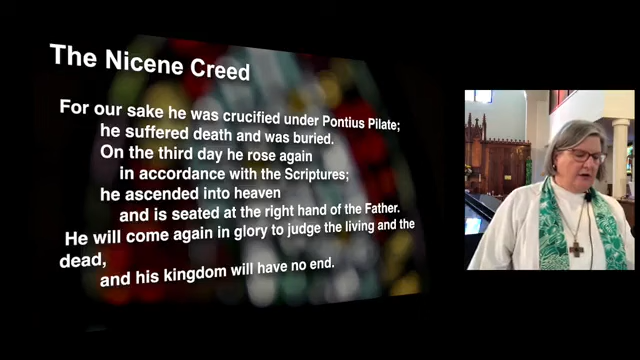 The Nicene Creed
For our sake he was crucified under Pontius Pilate;
he suffered death and was buried.
On the third day he rose again
in accordance with the Scriptures;
he ascended into heaven
and is seated at the right hand of the Father.
He will come again in glory to judge the living and the
dead,
and his kingdom will have no end.